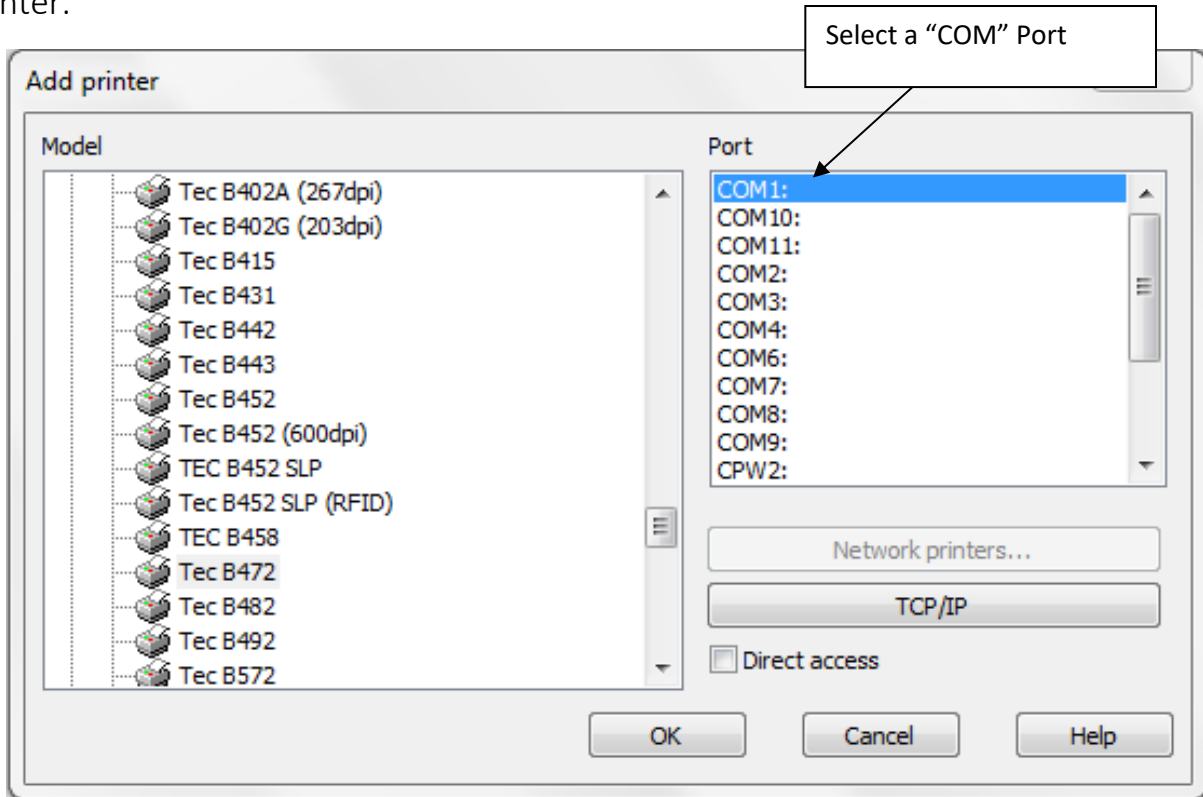 nter.
Select a “COM” Port
Add printer
Model
Tec B402A (267dpi)
Tec B402G (203dpi)
Tec B415
Tec B431
Tec B442
Tec B443
Tec B452
Tec B452 (600dpi)
TEC B452 SLP
Tec B452 SLP (RFID)
TEC B458
Tec B472
Tec B482
Tec B492
Tec B572
Port
COM1:
COM10:
COM11:
COM2:
COM3:
COM4:
COM6:
COM7:
COM8:
COM9:
CPW2:
Network printers...
TCP/IP
Direct access
OK
Cancel
Help